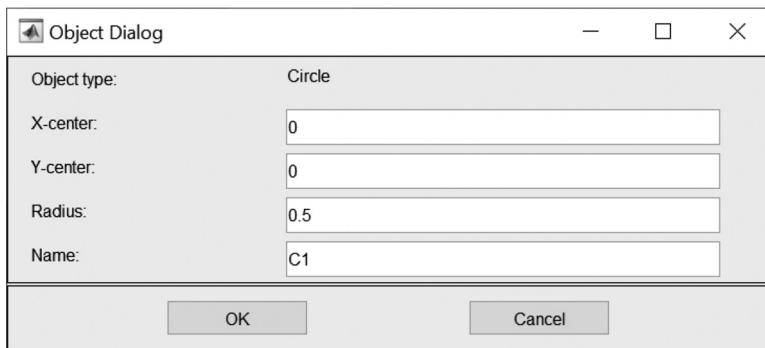 Object Dialog
Object type: Circle
X-center: 0
Y-center: 0
Radius: 0.5
Name: C1
OK Cancel